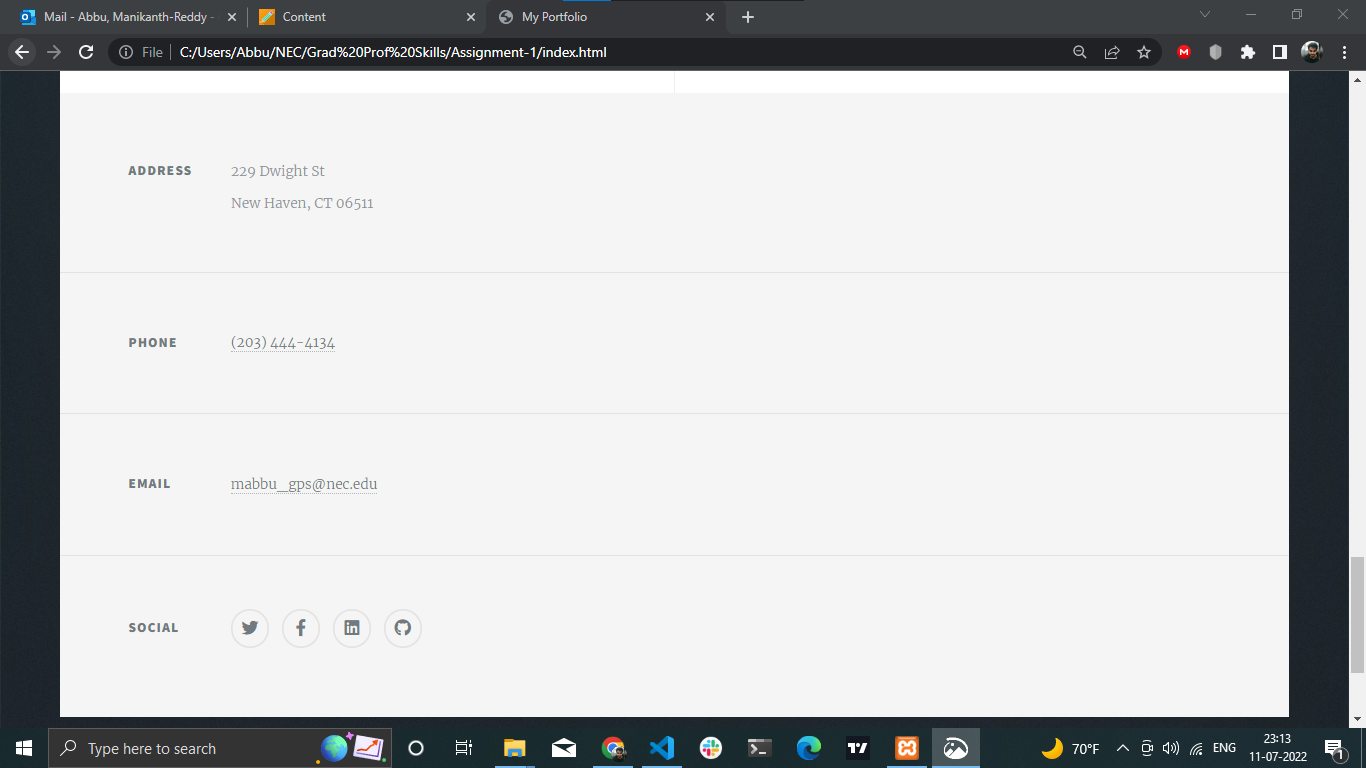 Mail - Abbu, Manikanth-Reddy -
Content
My Portfolio
File
C:/Users/Abbu/NEC/Grad%20Prof%20Skills/Assignment-1/index.html
ADDRESS 229 Dwight St
New Haven, CT 06511
PHONE (203) 444-4134
EMAIL mabbu_gps@nec.edu
SOCIAL
Type here to search
70°F
ENG
23:13
11-07-2022
1